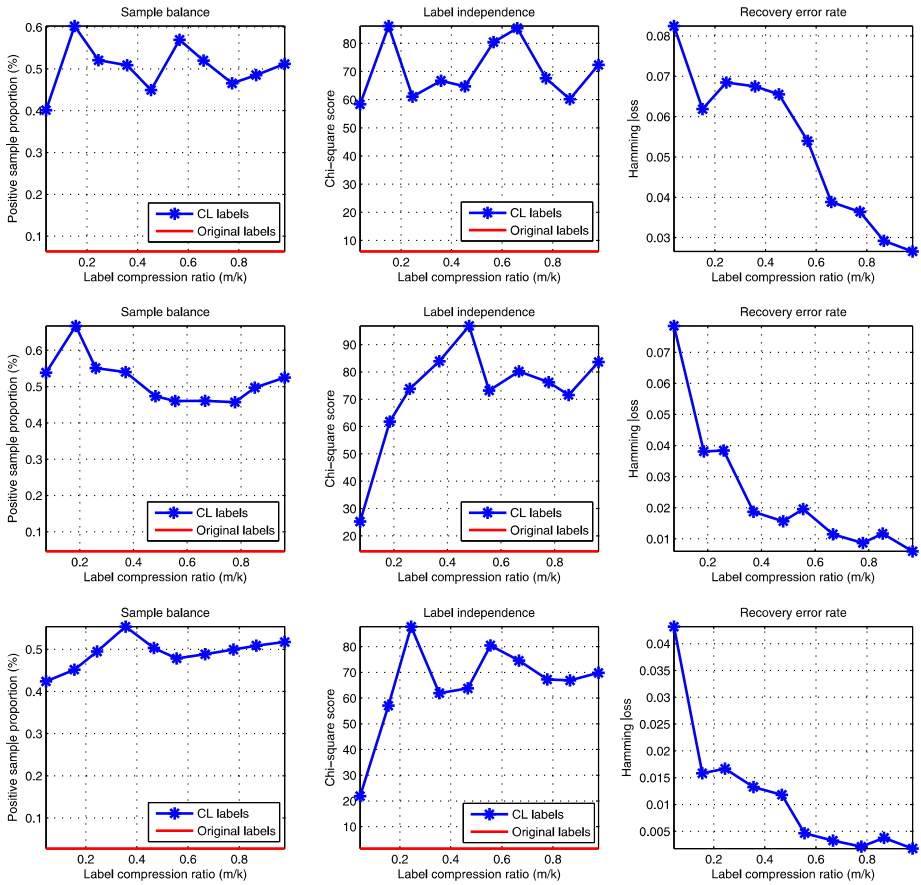 Sample balance
0.6
0.5
0.4
0.3
0.2
0.1
Positive sample proportion (%)
CL labels
Original labels
0.2 0.4 0.6 0.8
Label compression ratio (m/k)
Label independence
80
70
60
50
40
30
20
10
Chi−square score
CL labels
Original labels
0.2 0.4 0.6 0.8
Label compression ratio (m/k)
Recovery error rate
0.08
0.07
0.06
0.05
0.04
0.03
Hamming loss
0.2 0.4 0.6 0.8
Label compression ratio (m/k)
Sample balance
0.6
0.5
0.4
0.3
0.2
0.1
Positive sample proportion (%)
CL labels
Original labels
0.2 0.4 0.6 0.8
Label compression ratio (m/k)
Label independence
90
80
70
60
50
40
30
20
Chi−square score
CL labels
Original labels
0.2 0.4 0.6 0.8
Label compression ratio (m/k)
Recovery error rate
0.07
0.06
0.05
0.04
0.03
0.02
0.01
Hamming loss
0.2 0.4 0.6 0.8
Label compression ratio (m/k)
Sample balance
0.5
0.4
0.3
0.2
0.1
Positive sample proportion (%)
CL labels
Original labels
0.2 0.4 0.6 0.8
Label compression ratio (m/k)
Label independence
80
70
60
50
40
30
20
10
Chi−square score
CL labels
Original labels
0.2 0.4 0.6 0.8
Label compression ratio (m/k)
Recovery error rate
0.04
0.035
0.03
0.025
0.02
0.015
0.01
0.005
Hamming loss
0.2 0.4 0.6 0.8
Label compression ratio (m/k)